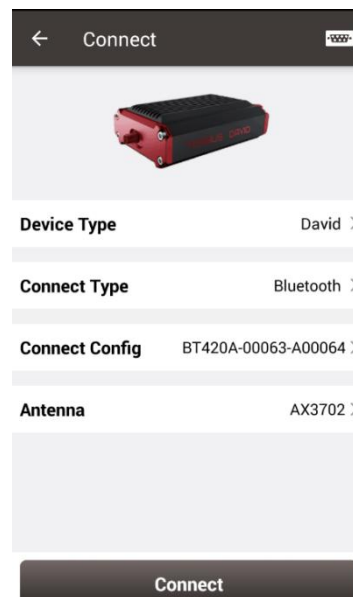 Connect
Device Type David
Connect Type Bluetooth
Connect Config BT420A-00063-A00064
Antenna AX3702
Connect